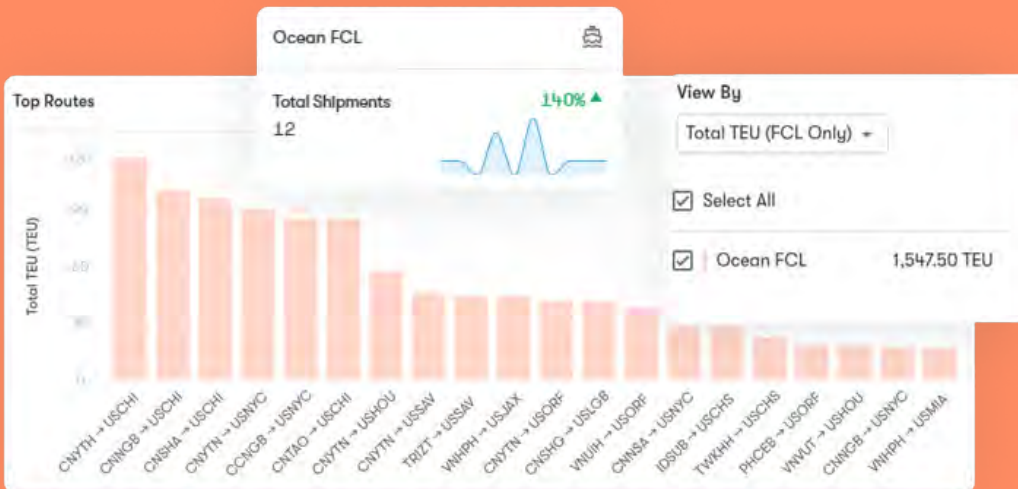 Ocean FCL
Top Routes
Total Shipments
140%
12
View By
Total TEU (FCL Only)
Select All
Ocean FCL 1,547.50 TEU
Total TEU (TEU)
0
CNYTH → USCHI
CNNGB → USCHI
CNSHA → USCHI
CNYTN → USNYC
CCNGB → USNYC
CNTAO → USCHI
CNYTN → USHOU
CNYTN → USSAV
TRIZT → USSAV
VNHPH → USJAX
CNYTN → USORF
CNSHG → USLGB
VNUIH → USORF
CNNSA → USNYC
IDSUB → USCHS
TWKHH → USCHS
PHCEB → USORF
VNVUT → USHOU
CNNCB → USNYC
VNHPH → USMIA